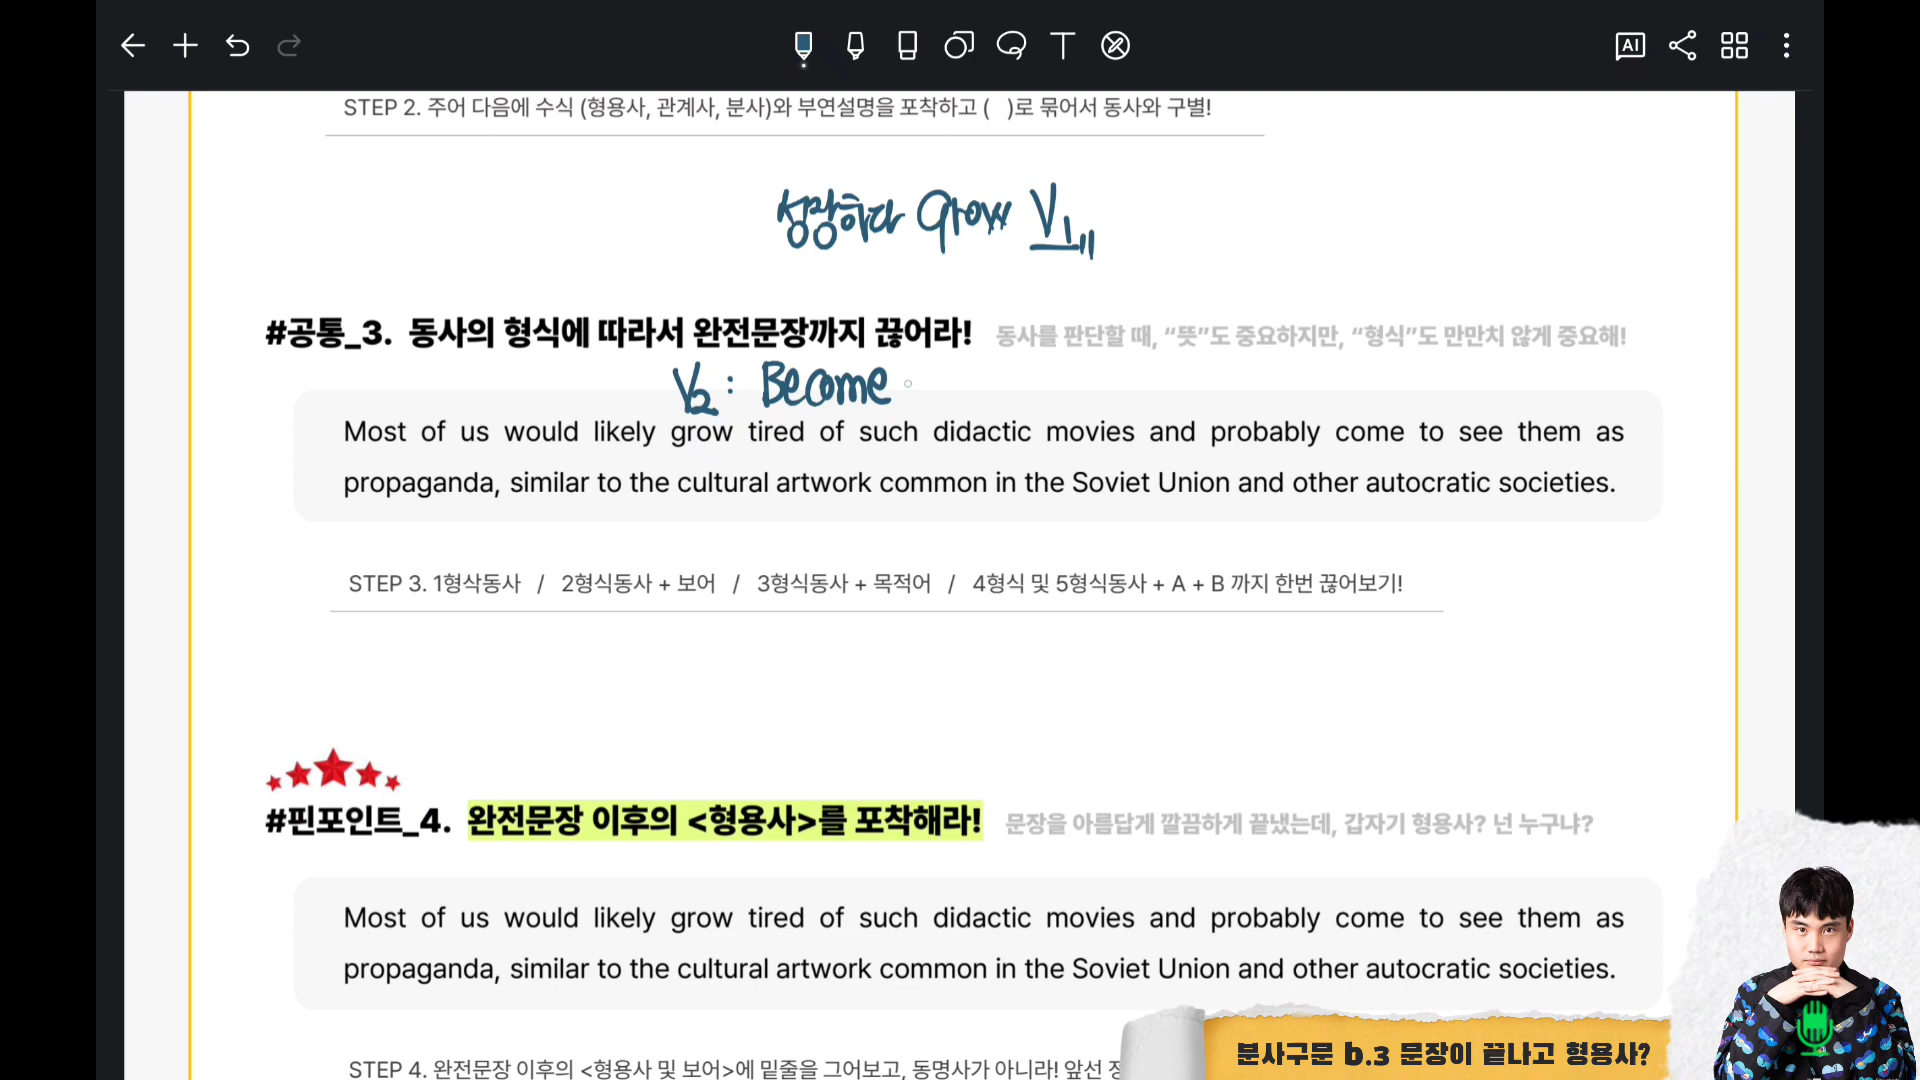 AI
STEP 2. 주어 다음에 수식 (형용사, 관계사, 분사)와 부연설명을 포착하고 ( )로 묶어서 동사와 구별!
성장하다 Grow V1
#공통_3. 동사의 형식에 따라서 완전문장까지 끊어라! 동사를 판단할 때, “뜻”도 중요하지만, “형식”도 만만치 않게 중요해!
V2 : Become
Most of us would likely grow tired of such didactic movies and probably come to see them as
propaganda, similar to the cultural artwork common in the Soviet Union and other autocratic societies.
STEP 3. 1형삭동사 / 2형식동사 + 보어 / 3형식동사 + 목적어 / 4형식 및 5형식동사 + A + B 까지 한번 끊어보기!
#핀포인트_4. 완전문장 이후의 <형용사>를 포착해라! 문장을 아름답게 깔끔하게 끝냈는데, 갑자기 형용사? 넌 누구냐?
Most of us would likely grow tired of such didactic movies and probably come to see them as
propaganda, similar to the cultural artwork common in the Soviet Union and other autocratic societies.
STEP 4. 완전문장 이후의 <형용사 및 보어>에 밑줄을 그어보고, 동명사가 아니라! 앞선
분사구문 b.3 문장이 끝나고 형용사?